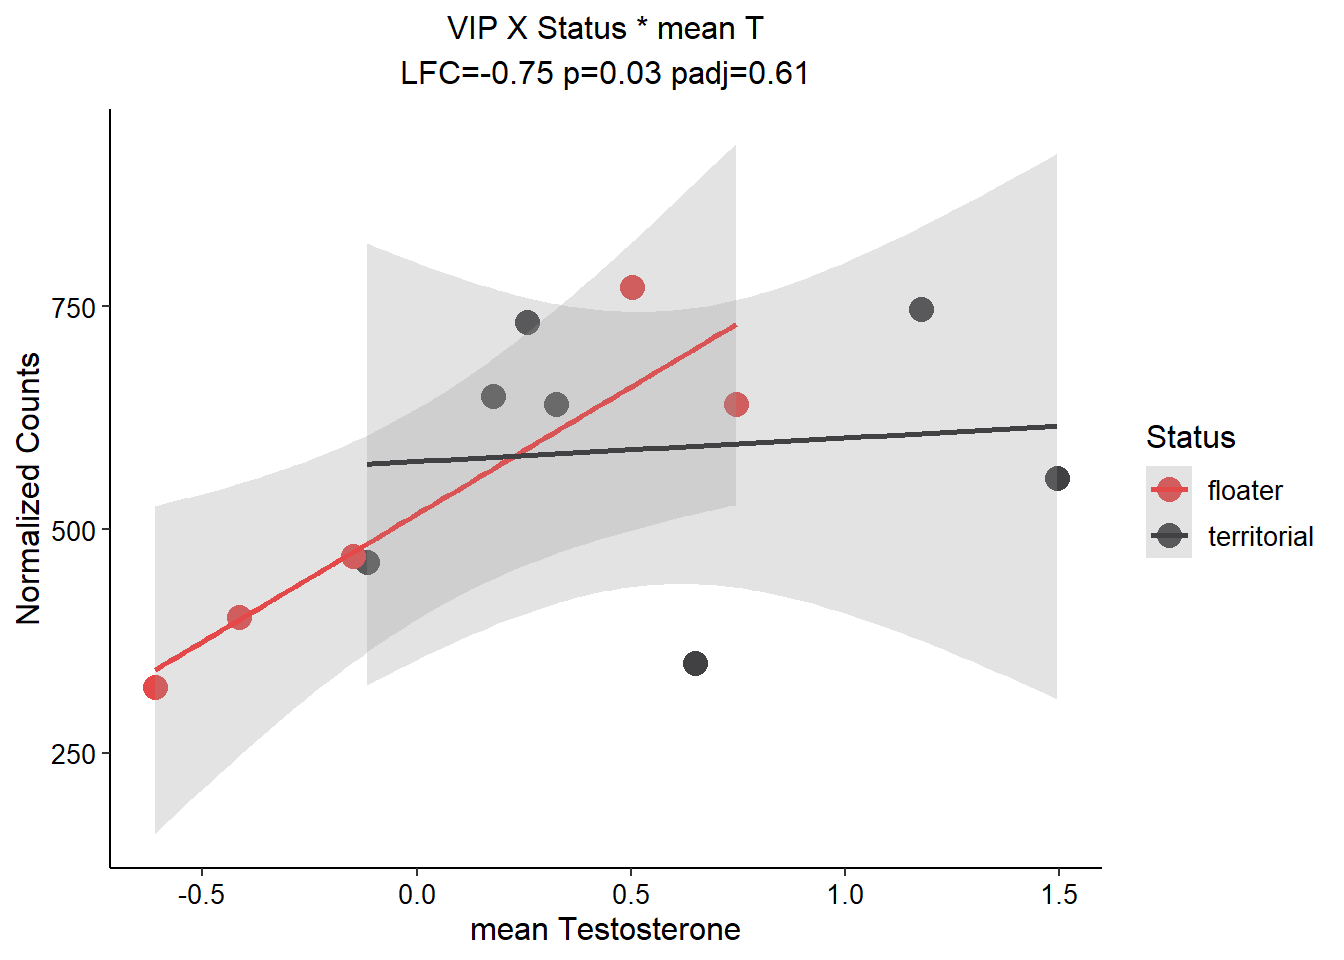 VIP X Status * mean T
LFC=-0.75 p=0.03 padj=0.61
Normalized Counts
750
500
250
-0.5
0.0
0.5
1.0
1.5
mean Testosterone
Status
floater
territorial